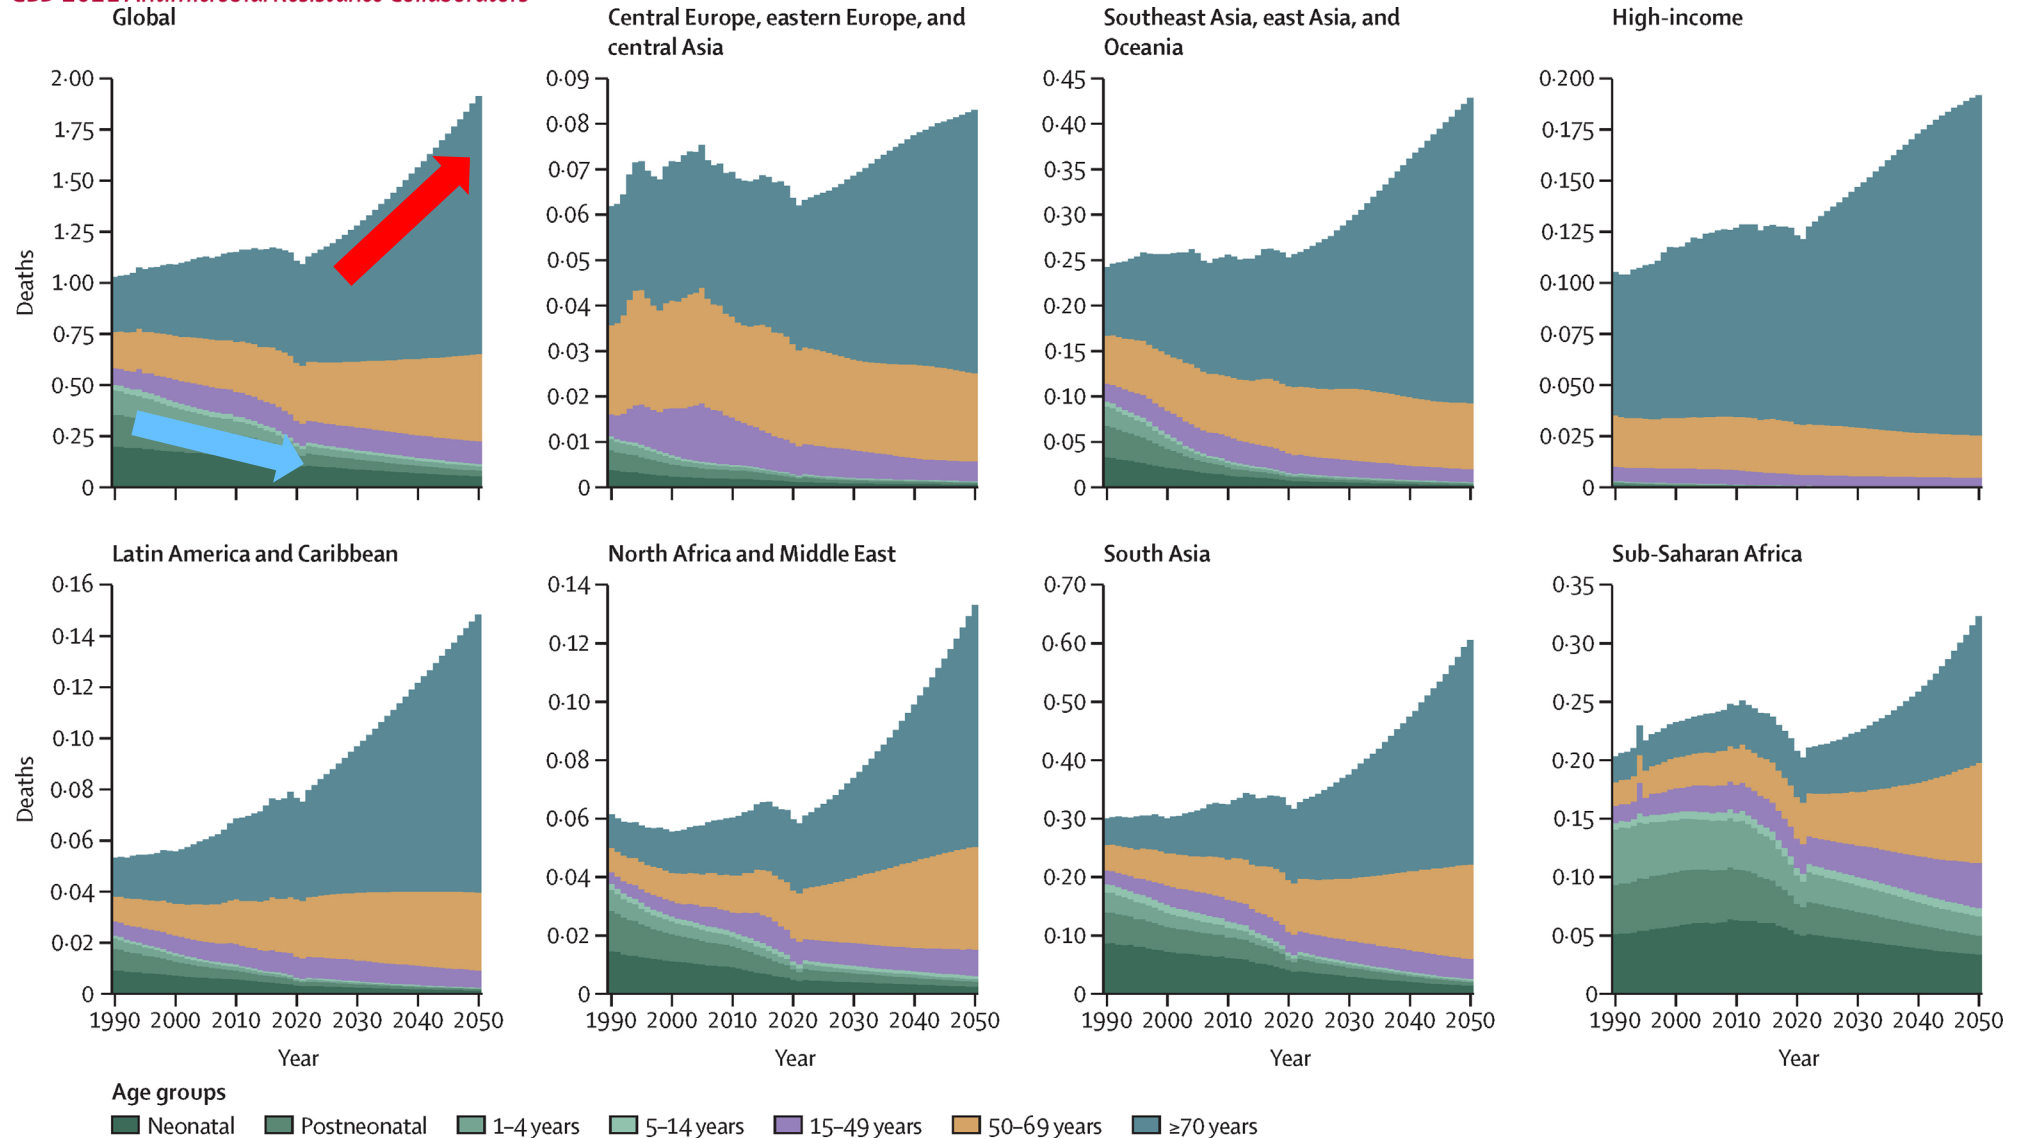 GBD 2021 Antimicrobial Resistance Collaborators
Global
Central Europe, eastern Europe, and
central Asia
Southeast Asia, east Asia, and
Oceania
High-income
Deaths
2·00
1·75
1·50
1·25
1·00
0·75
0·50
0·25
0
0·09
0·08
0·07
0·06
0·05
0·04
0·03
0·02
0·01
0
0·45
0·40
0·35
0·30
0·25
0·20
0·15
0·10
0·05
0
0·200
0·175
0·150
0·125
0·100
0·075
0·050
0·025
0
Latin America and Caribbean
North Africa and Middle East
South Asia
Sub-Saharan Africa
Deaths
0·16
0·14
0·12
0·10
0·08
0·06
0·04
0·02
0
0·14
0·12
0·10
0·08
0·06
0·04
0·02
0
0·70
0·60
0·50
0·40
0·30
0·20
0·10
0
0·35
0·30
0·25
0·20
0·15
0·10
0·05
0
1990 2000 2010 2020 2030 2040 2050
1990 2000 2010 2020 2030 2040 2050
1990 2000 2010 2020 2030 2040 2050
1990 2000 2010 2020 2030 2040 2050
Year
Year
Year
Year
Age groups
Neonatal
Postneonatal
1–4 years
5–14 years
15–49 years
50–69 years
≥70 years